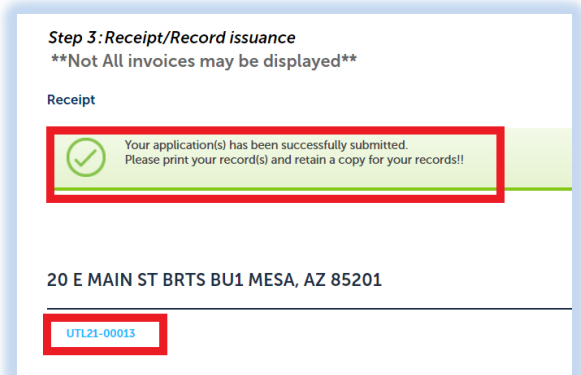 Step 3:Receipt/Record issuance
**Not All invoices may be displayed**
Receipt
Your application(s) has been successfully submitted.
Please print your record(s) and retain a copy for your records!!
20 E MAIN ST BRTS BU1 MESA, AZ 85201
UTL21-00013